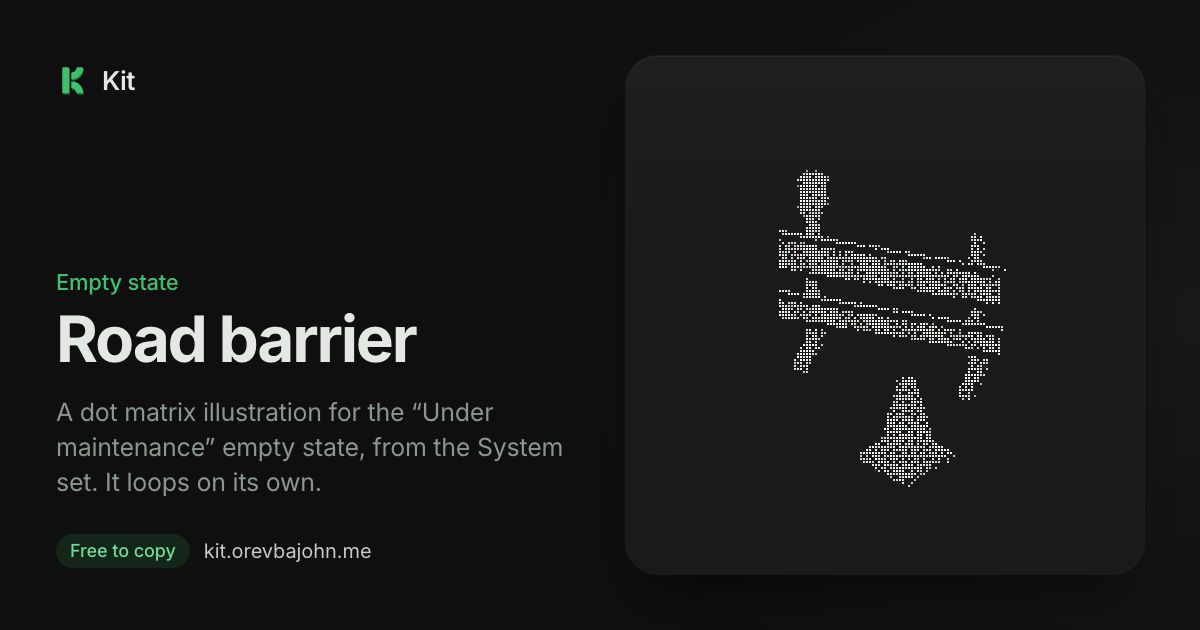 Kit
Empty state
Road barrier
A dot matrix illustration for the “Under
maintenance” empty state, from the System
set. It loops on its own.
Free to copy
kit.orevbajohn.me